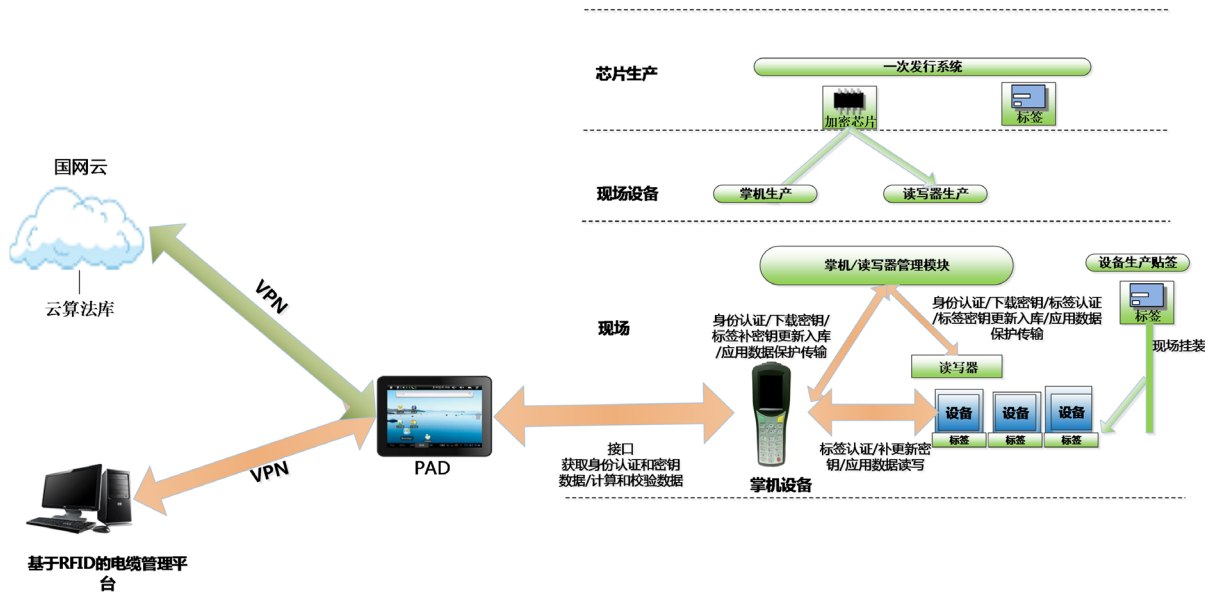 芯片生产
一次发行系统
加密芯片
标签
国网云
现场设备
掌机生产
读写器生产
云算法库
VPN
掌机/读写器管理模块
设备生产贴签
标签
现场
身份认证/下载密钥/
标签补密钥更新入库
/应用数据保护传输
身份认证/下载密钥/标签认证
/标签密钥更新入库/应用数据
保护传输
现场挂装
读写器
设备
设备
设备
标签
标签
标签
PAD
VPN
接口
获取身份认证和密钥
数据/计算和校验数据
标签认证/补更新密
钥/应用数据读写
掌机设备
基于RFID的电缆管理平
台